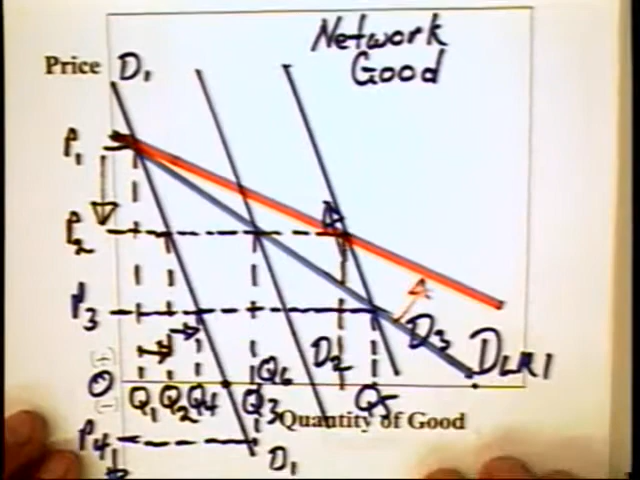 Network
Good
Price D1
P1
P2
P3
D2 D3 DLR1
(+)
O
(-)
Q1 Q2 Q4 Q3 Q6 Q5
Quantity of Good
P4
D1